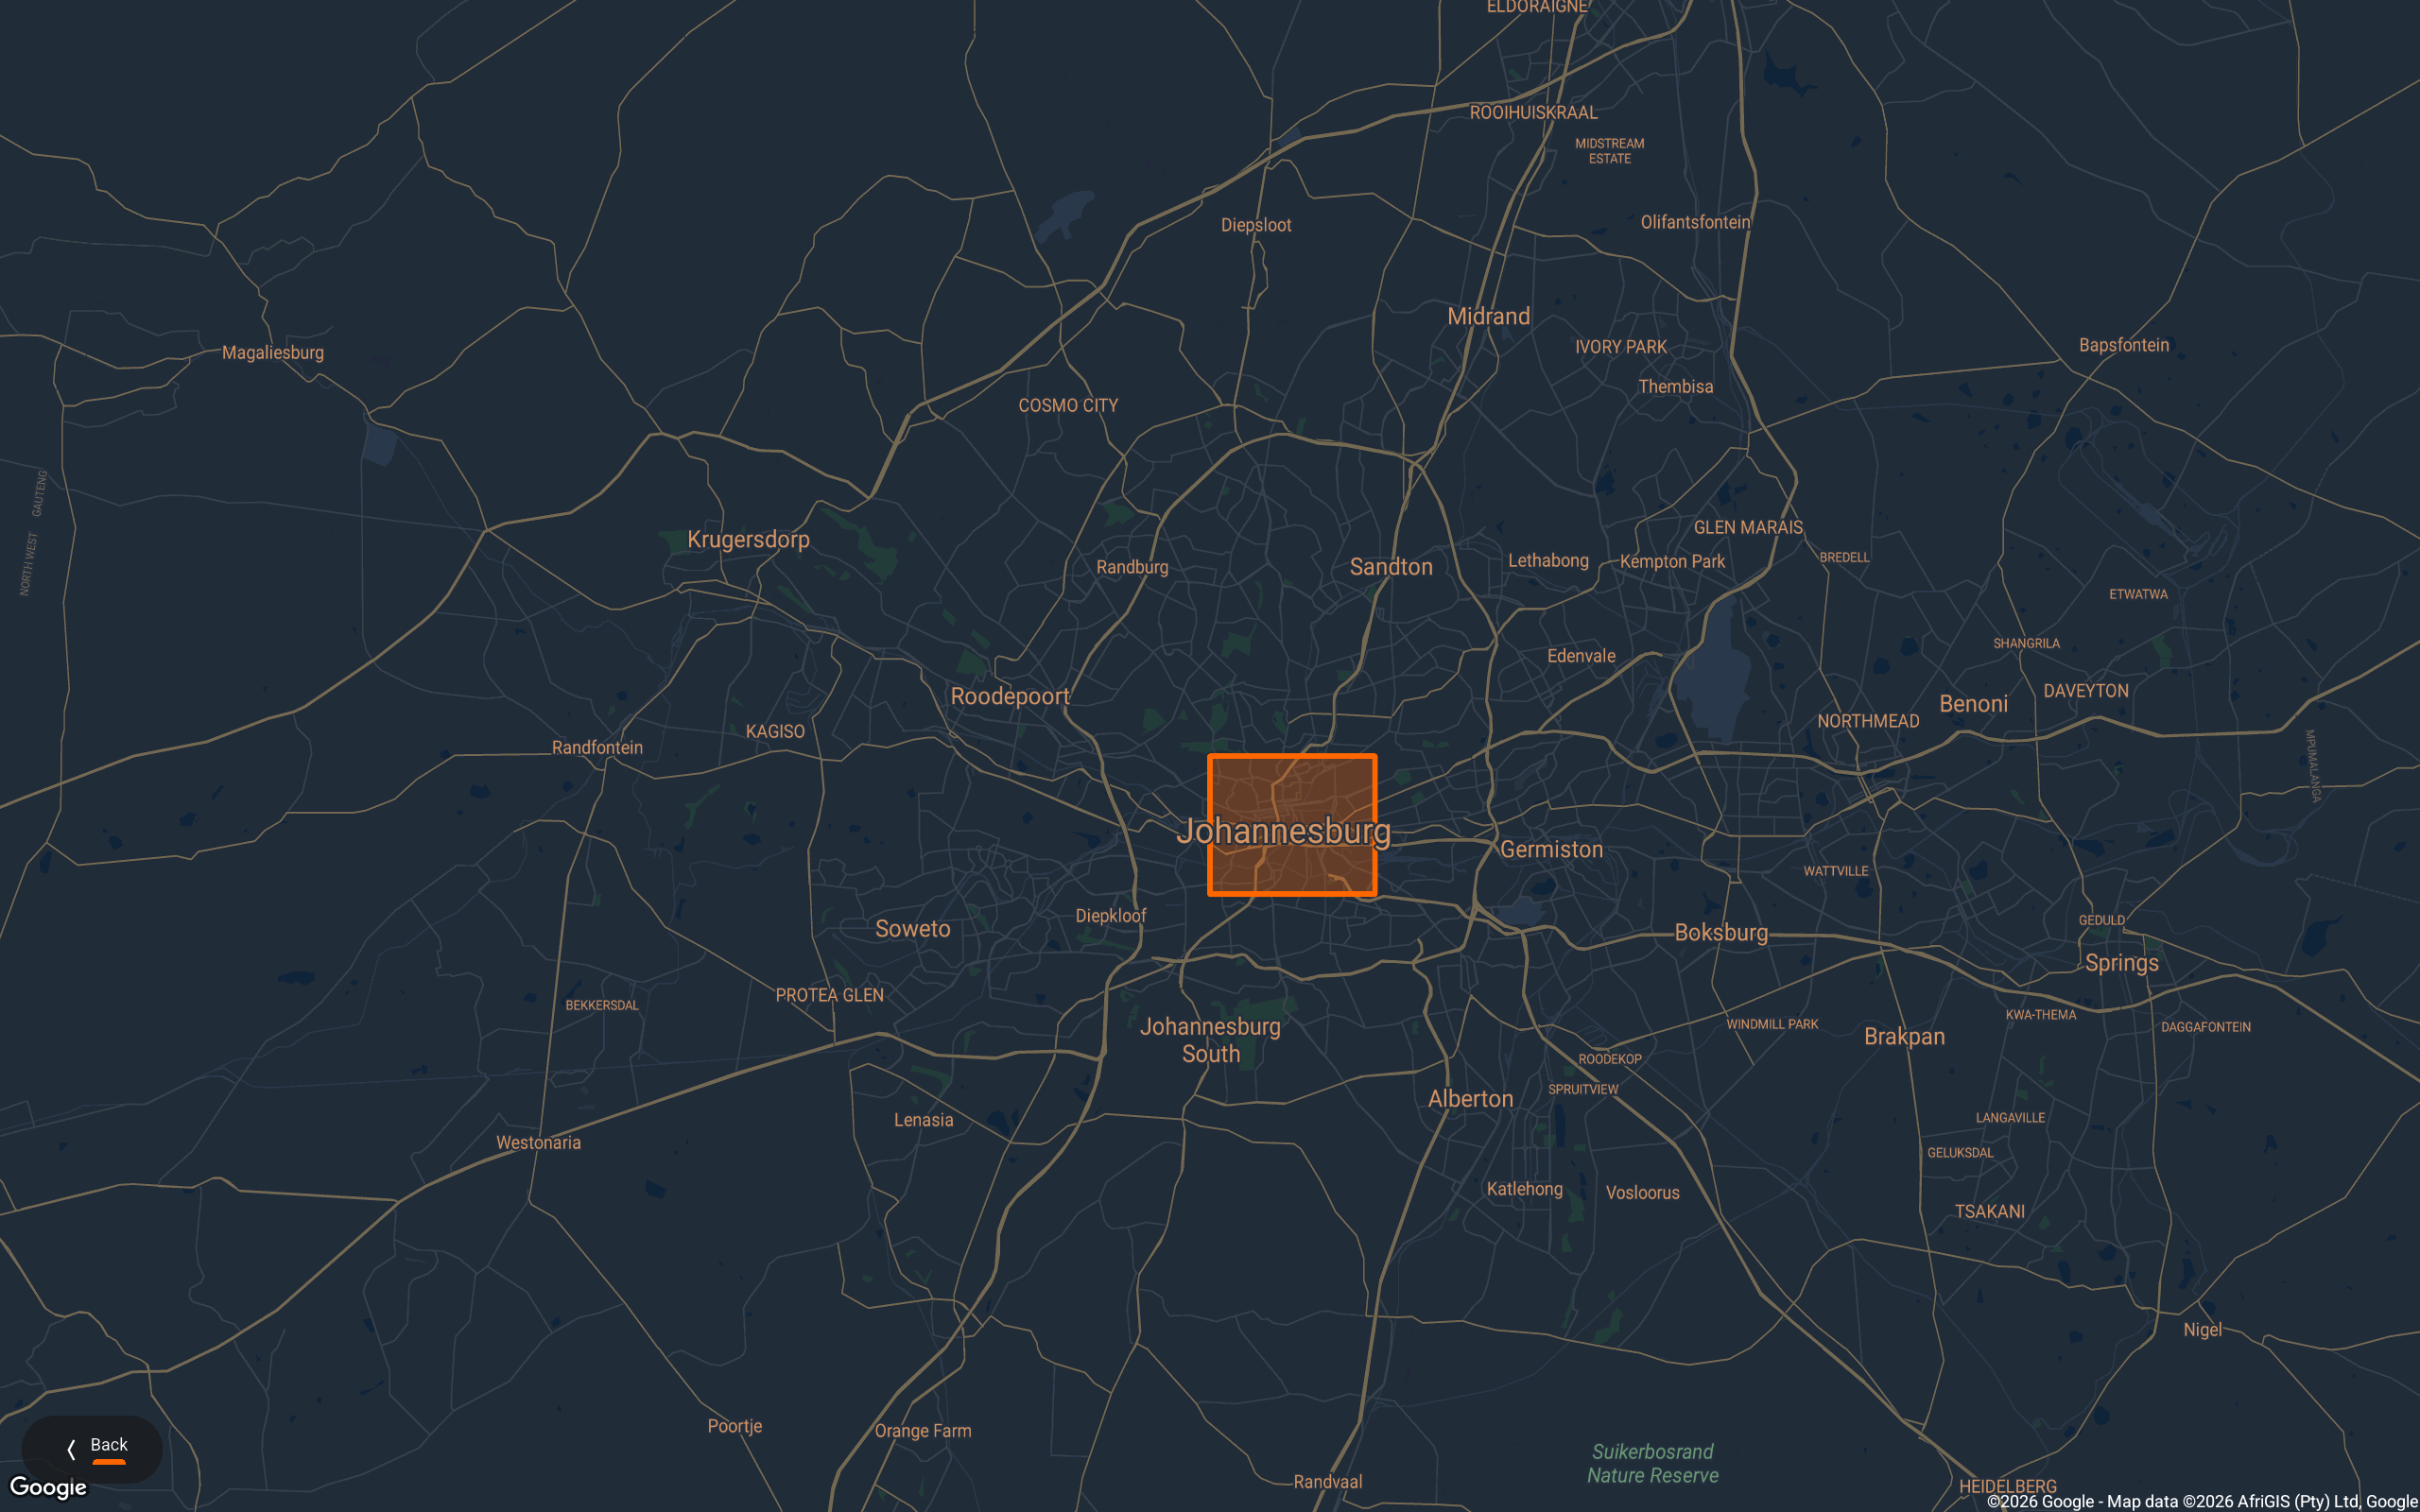 ELDORAIGNE
ROOIHUISKRAAL
MIDSTREAM
ESTATE
Diepsloot
Olifantsfontein
Midrand
IVORY PARK
Bapsfontein
Magaliesburg
Thembisa
COSMO CITY
GAUTENG
NORTH WEST
GLEN MARAIS
Krugersdorp
Randburg
Sandton
Lethabong
Kempton Park
BREDELL
ETWATWA
SHANGRILA
Edenvale
DAVEYTON
Roodepoort
Benoni
NORTHMEAD
KAGISO
Randfontein
MPUMALANGA
Johannesburg
Germiston
WATTVILLE
Diepkloof
GEDULD
Soweto
Boksburg
Springs
PROTEA GLEN
BEKKERSDAL
KWA-THEMA
WINDMILL PARK
DAGGAFONTEIN
Johannesburg
South
Brakpan
ROODEKOP
SPRUITVIEW
Alberton
LANGAVILLE
Lenasia
Westonaria
GELUKSDAL
Katlehong
Vosloorus
TSAKANI
Nigel
Poortje
Orange Farm
Back
Suikerbosrand
Nature Reserve
Randvaal
HEIDELBERG
Google
©2026 Google - Map data ©2026 AfriGIS (Pty) Ltd, Google